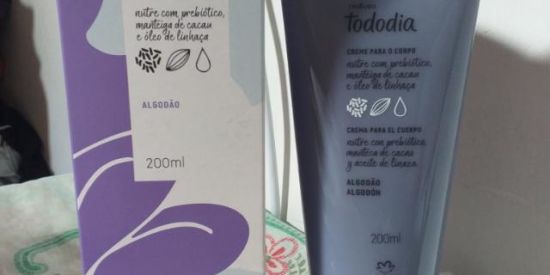 nutre com prebiótico,
manteiga de cacau
e óleo de linhaça
ALGODÃO
200ml
Tododia
CREME PARA O CORPO
nutre com prebiótico,
manteiga de cacau
e óleo de linhaça
CREMA PARA EL CUERPO
nutre con prebiótico,
manteca de cacao
y aceite de linaza
ALGODÃO
ALGODÓN
200ml